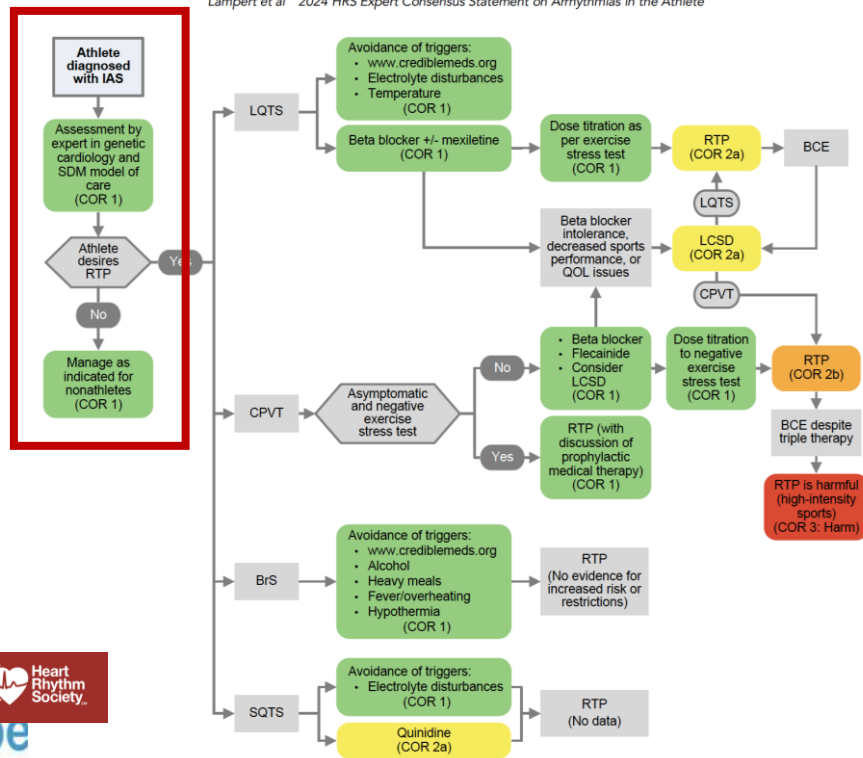 Lampert et al 2024 HRS Expert Consensus Statement on Arrhythmias in the Athlete
Athlete
diagnosed
with IAS
Assessment by
expert in genetic
cardiology and
SDM model of
care
(COR 1)
Athlete
desires
RTP
Yes
No
Manage as
indicated for
nonathletes
(COR 1)
LQTS
Avoidance of triggers:
• www.crediblemeds.org
• Electrolyte disturbances
• Temperature
(COR 1)
Beta blocker +/- mexiletine
(COR 1)
Dose titration as
per exercise
stress test
(COR 1)
RTP
(COR 2a)
BCE
LQTS
Beta blocker
intolerance,
decreased sports
performance, or
QOL issues
LCSD
(COR 2a)
CPVT
CPVT
Asymptomatic
and negative
exercise
stress test
No
• Beta blocker
• Flecainide
• Consider
LCSD
(COR 1)
Dose titration
to negative
exercise
stress test
(COR 1)
RTP
(COR 2b)
Yes
RTP (with
discussion of
prophylactic
medical therapy)
(COR 1)
BCE despite
triple therapy
RTP is harmful
(high-intensity
sports)
(COR 3: Harm)
BrS
Avoidance of triggers:
• www.crediblemeds.org
• Alcohol
• Heavy meals
• Fever/overheating
• Hypothermia
(COR 1)
RTP
(No evidence for
increased risk or
restrictions)
SQTS
Avoidance of triggers:
• Electrolyte disturbances
(COR 1)
Quinidine
(COR 2a)
RTP
(No data)
Heart
Rhythm
Society